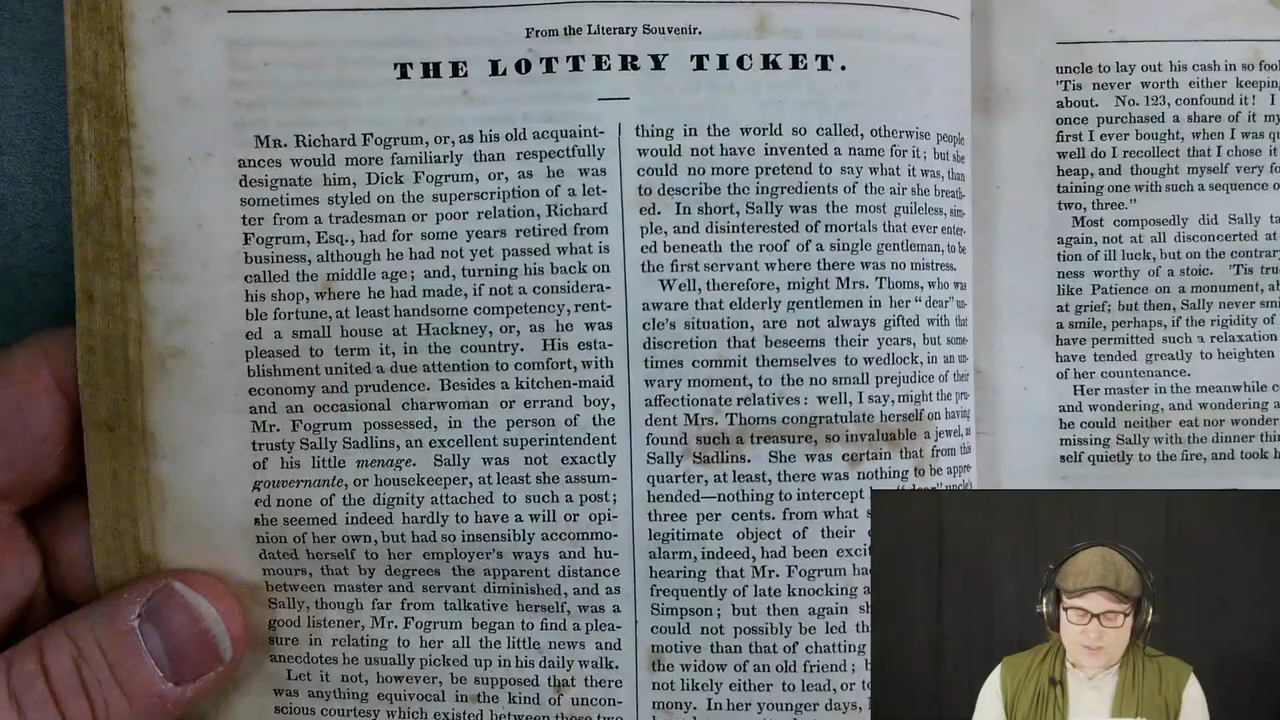 From the Literary Souvenir.
THE LOTTERY TICKET.
Mr. Richard Fogrum, or, as his old acquaint-
ances would more familiarly than respectfully
designate him, Dick Fogrum, or, as he was
sometimes styled on the superscription of a let-
ter from a tradesman or poor relation, Richard
Fogrum, Esq., had for some years retired from
business, although he had not yet passed what is
called the middle age; and, turning his back on
his shop, where he had made, if not a considera-
ble fortune, at least handsome competency, rent-
ed a small house at Hackney, or, as he was
pleased to term it, in the country. His esta-
blishment united a due attention to comfort, with
economy and prudence. Besides a kitchen-maid
and an occasional charwoman or errand boy,
Mr. Fogrum possessed, in the person of the
trusty Sally Sadlins, an excellent superintendent
of his little menage. Sally was not exactly
gouvernante, or housekeeper, at least she assum-
ed none of the dignity attached to such a post;
she seemed indeed hardly to have a will or opi-
nion of her own, but had so insensibly accommo-
dated herself to her employer's ways and hu-
mours, that by degrees the apparent distance
between master and servant diminished, and as
Sally, though far from talkative herself, was a
good listener, Mr. Fogrum began to find a plea-
sure in relating to her all the little news and
anecdotes he usually picked up in his daily walk.
Let it not, however, be supposed that there
was anything equivocal in the kind of uncon-
scious courtesy which existed between these two
thing in the world so called, otherwise people
would not have invented a name for it; but she
could no more pretend to say what it was, than
to describe the ingredients of the air she breath-
ed. In short, Sally was the most guileless, sim-
ple, and disinterested of mortals that ever enter-
ed beneath the roof of a single gentleman, to be
the first servant where there was no mistress.
Well, therefore, might Mrs. Thoms, who was
aware that elderly gentlemen in her "dear" un-
cle's situation, are not always gifted with that
discretion that beseems their years, but some-
times commit themselves to wedlock, in an un-
wary moment, to the no small prejudice of their
affectionate relatives: well, I say, might the pru-
dent Mrs. Thoms congratulate herself on having
found such a treasure, so invaluable a jewel, as
Sally Sadlins. She was certain that from this
quarter, at least, there was nothing to be appre-
hended—nothing to intercept "dear" uncle's
three per cents. from what
legitimate object of their
alarm, indeed, had been
hearing that Mr. Fogrum
frequently of late knocking
Simpson; but then again
could not possibly be led
motive than that of chatting
the widow of an old friend;
not likely either to lead, or
mony. In her younger days,
uncle to lay out his cash in so
'Tis never worth either
about. No. 123, confound it! I
once purchased a share of it
first I ever bought, when I was
well do I recollect that I chose it
heap, and thought myself very
taining one with such a sequence
two, three."
Most composedly did Sally
again, not at all disconcerted at
tion of ill luck, but on the
ness worthy of a stoic. 'Tis
like Patience on a monument,
at grief; but then, Sally never
a smile, perhaps, if the rigidity of
have permitted such a relaxation
have tended greatly to heighten
of her countenance.
Her master in the meanwhile
and wondering, and wondering
he could neither eat nor wonder
missing Sally with the dinner
self quietly to the fire, and took